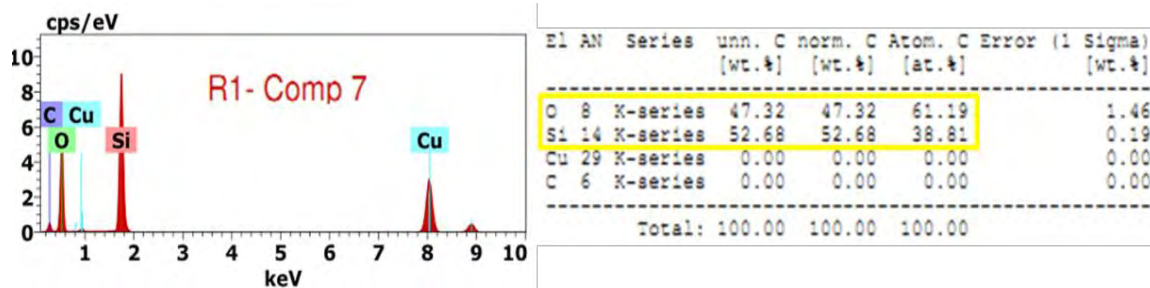 cps/eV
10
8
6
4
2
0
R1- Comp 7
C Cu
O Si Cu
1 2 3 4 5 6 7 8 9 10
keV
El AN Series unn. C norm. C Atom. C Error (1 Sigma)
[wt.%] [wt.%] [at.%] [wt.%]
O 8 K-series 47.32 47.32 61.19 1.46
Si 14 K-series 52.68 52.68 38.81 0.19
Cu 29 K-series 0.00 0.00 0.00 0.00
C 6 K-series 0.00 0.00 0.00 0.00
Total: 100.00 100.00 100.00